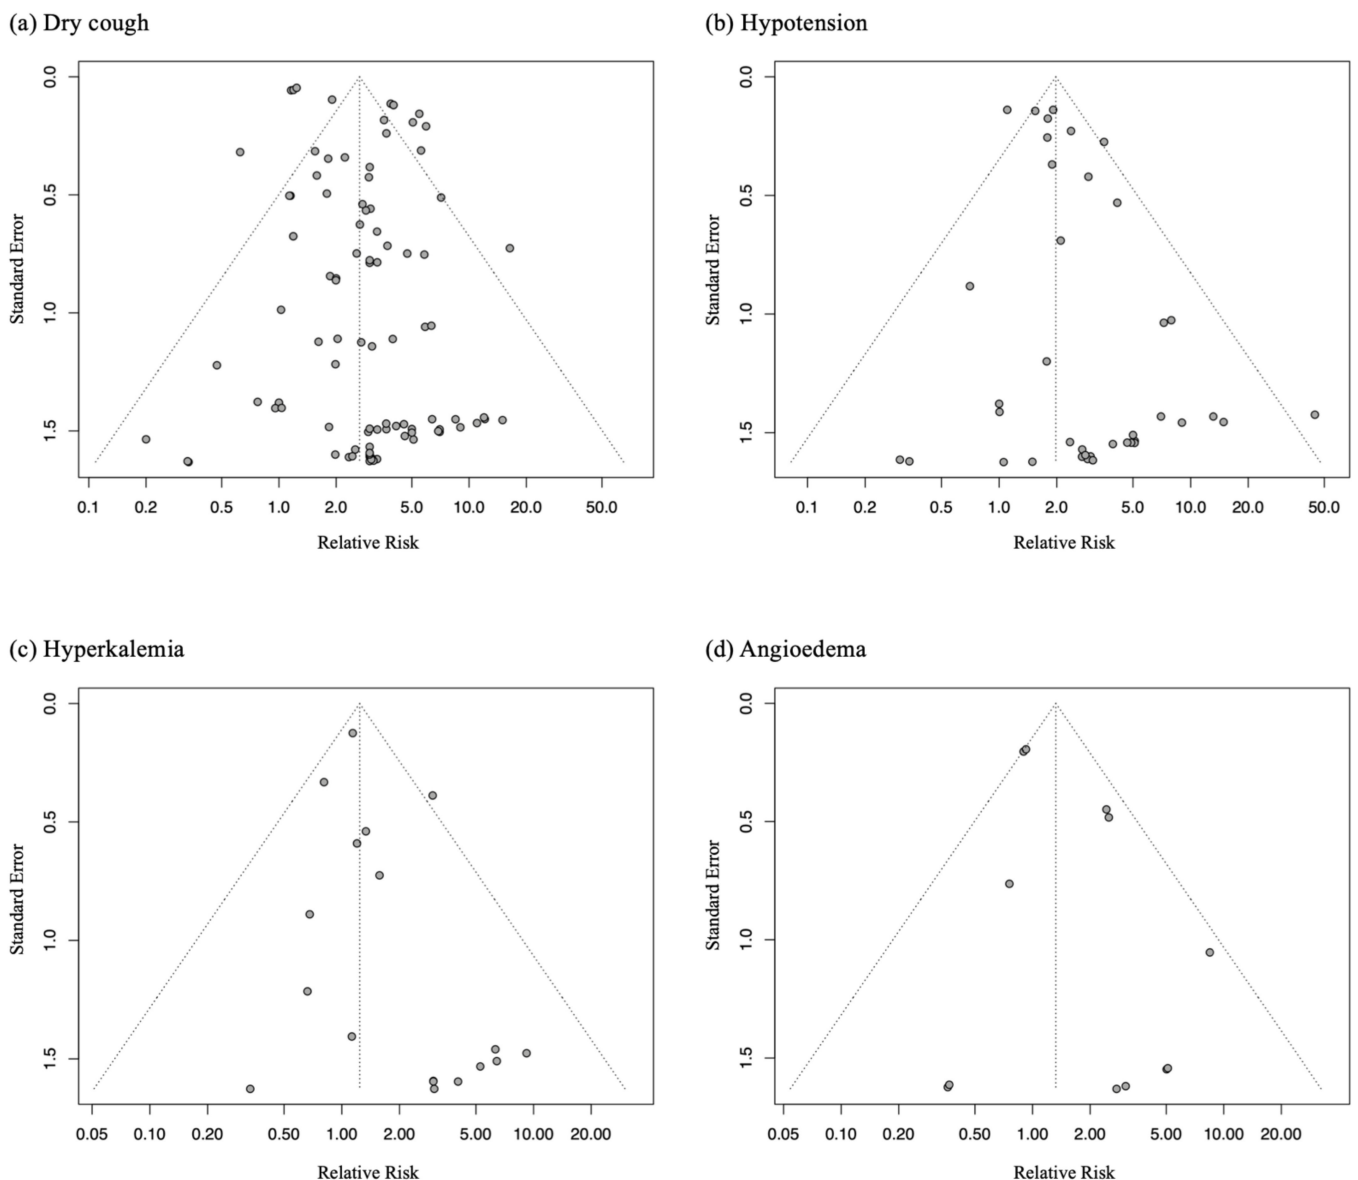 (a) Dry cough
(b) Hypotension
0.0
0.5
1.0
1.5
Standard Error
0.1 0.2 0.5 1.0 2.0 5.0 10.0 20.0 50.0
Relative Risk
0.0
0.5
1.0
1.5
Standard Error
0.1 0.2 0.5 1.0 2.0 5.0 10.0 20.0 50.0
Relative Risk
(c) Hyperkalemia
(d) Angioedema
0.0
0.5
1.0
1.5
Standard Error
0.05 0.10 0.20 0.50 1.00 2.00 5.00 10.00 20.00
Relative Risk
0.0
0.5
1.0
1.5
Standard Error
0.05 0.10 0.20 0.50 1.00 2.00 5.00 10.00 20.00
Relative Risk